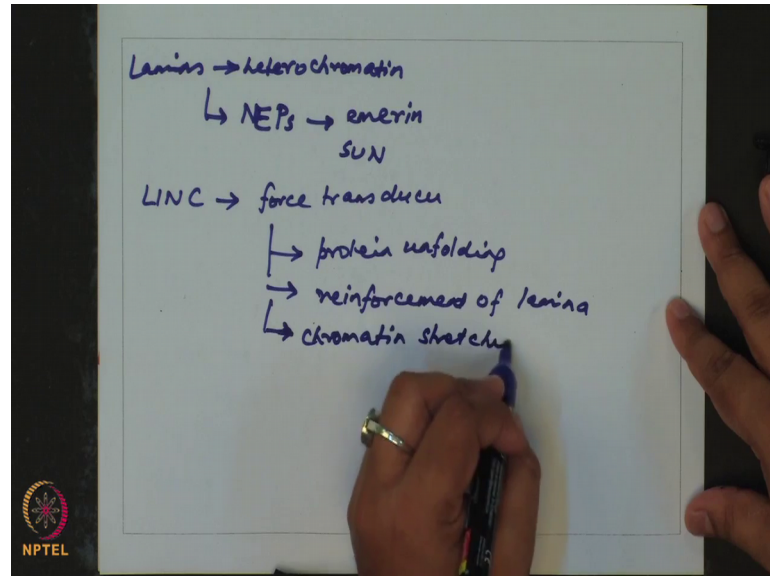 Lamins → heterochromatin
↳ NEPs → emerin
SUN
LINC → force transducer
→ protein unfolding
→ reinforcement of lamina
↳ chromatin stretch
NPTEL